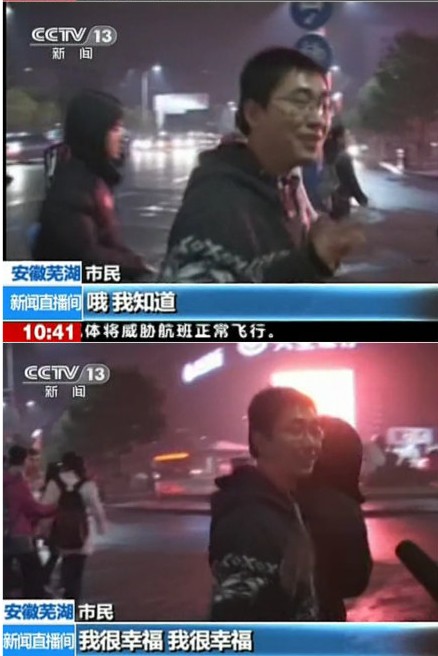 CCTV 13
新闻
安徽芜湖 市民
新闻直播间 哦 我知道
10:41 体将威胁航班正常飞行。
CCTV 13
新闻
安徽芜湖 市民
新闻直播间 我很幸福 我很幸福